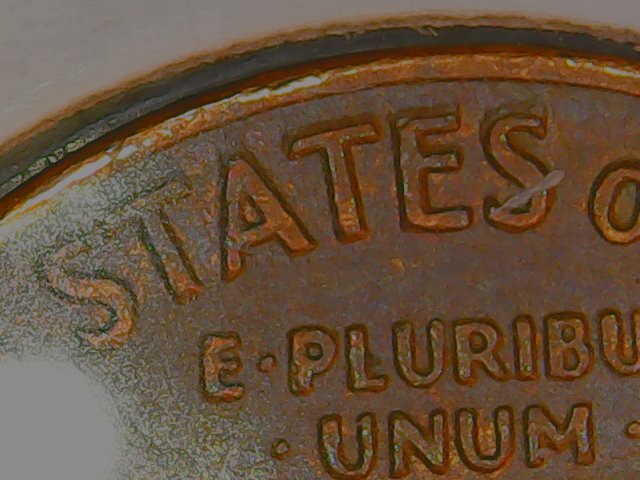 STATES O
E·PLURIBU
·UNUM·